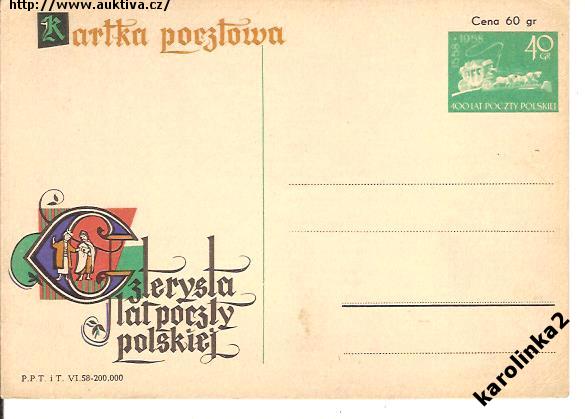 http://www.auktiva.cz/
Kartka pocztowa
Cena 60 gr
1558-1958
40
GR
400 LAT POCZTY POLSKIEJ
Czterysta
lat poczty
polskiej
P.P.T. i T. VI.58-200.000
karolinka2